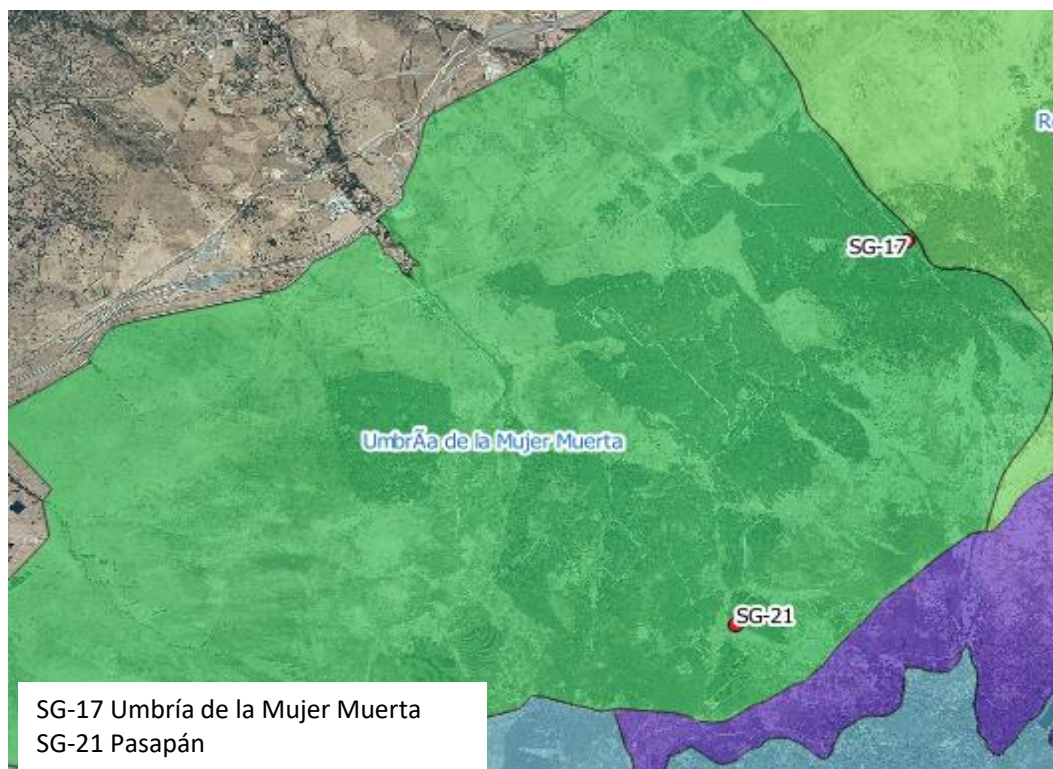 R
SG-17
UmbrÃa de la Mujer Muerta
SG-21
SG-17 Umbría de la Mujer Muerta
SG-21 Pasapán